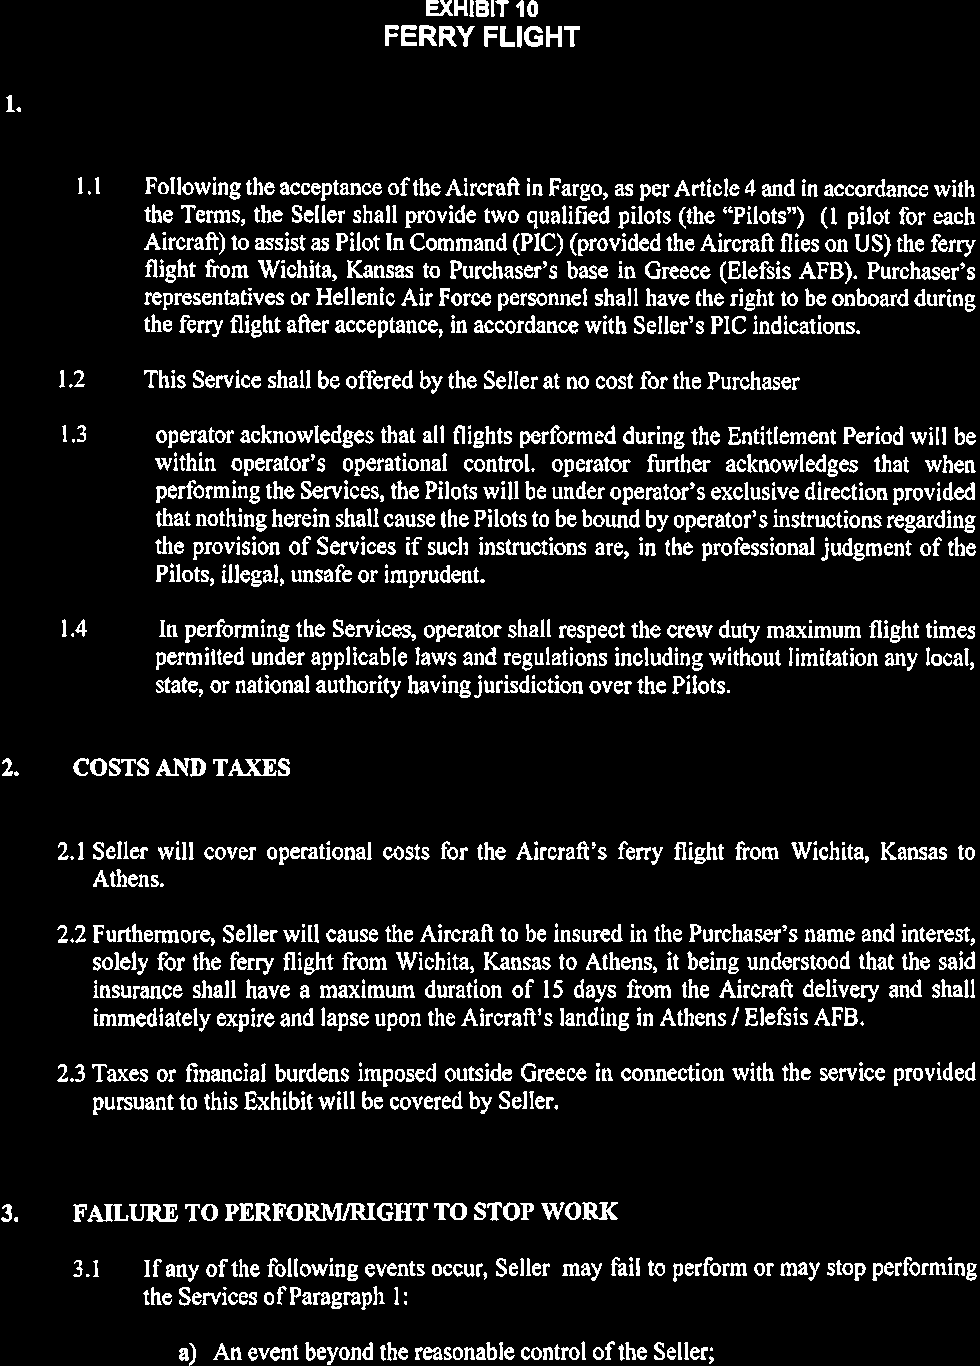 EXHIBIT 10
FERRY FLIGHT
1.
1.1 Following the acceptance of the Aircraft in Fargo, as per Article 4 and in accordance with
the Terms, the Seller shall provide two qualified pilots (the “Pilots”) (1 pilot for each
Aircraft) to assist as Pilot In Command (PIC) (provided the Aircraft flies on US) the ferry
flight from Wichita, Kansas to Purchaser’s base in Greece (Elefsis AFB). Purchaser’s
representatives or Hellenic Air Force personnel shall have the right to be onboard during
the ferry flight after acceptance, in accordance with Seller’s PIC indications.
1.2 This Service shall be offered by the Seller at no cost for the Purchaser
1.3 operator acknowledges that all flights performed during the Entitlement Period will be
within operator’s operational control. operator further acknowledges that when
performing the Services, the Pilots will be under operator’s exclusive direction provided
that nothing herein shall cause the Pilots to be bound by operator’s instructions regarding
the provision of Services if such instructions are, in the professional judgment of the
Pilots, illegal, unsafe or imprudent.
1.4 In performing the Services, operator shall respect the crew duty maximum flight times
permitted under applicable laws and regulations including without limitation any local,
state, or national authority having jurisdiction over the Pilots.
2. COSTS AND TAXES
2.1 Seller will cover operational costs for the Aircraft’s ferry flight from Wichita, Kansas to
Athens.
2.2 Furthermore, Seller will cause the Aircraft to be insured in the Purchaser’s name and interest,
solely for the ferry flight from Wichita, Kansas to Athens, it being understood that the said
insurance shall have a maximum duration of 15 days from the Aircraft delivery and shall
immediately expire and lapse upon the Aircraft’s landing in Athens / Elefsis AFB.
2.3 Taxes or financial burdens imposed outside Greece in connection with the service provided
pursuant to this Exhibit will be covered by Seller.
3. FAILURE TO PERFORM/RIGHT TO STOP WORK
3.1 If any of the following events occur, Seller may fail to perform or may stop performing
the Services of Paragraph 1:
a) An event beyond the reasonable control of the Seller;